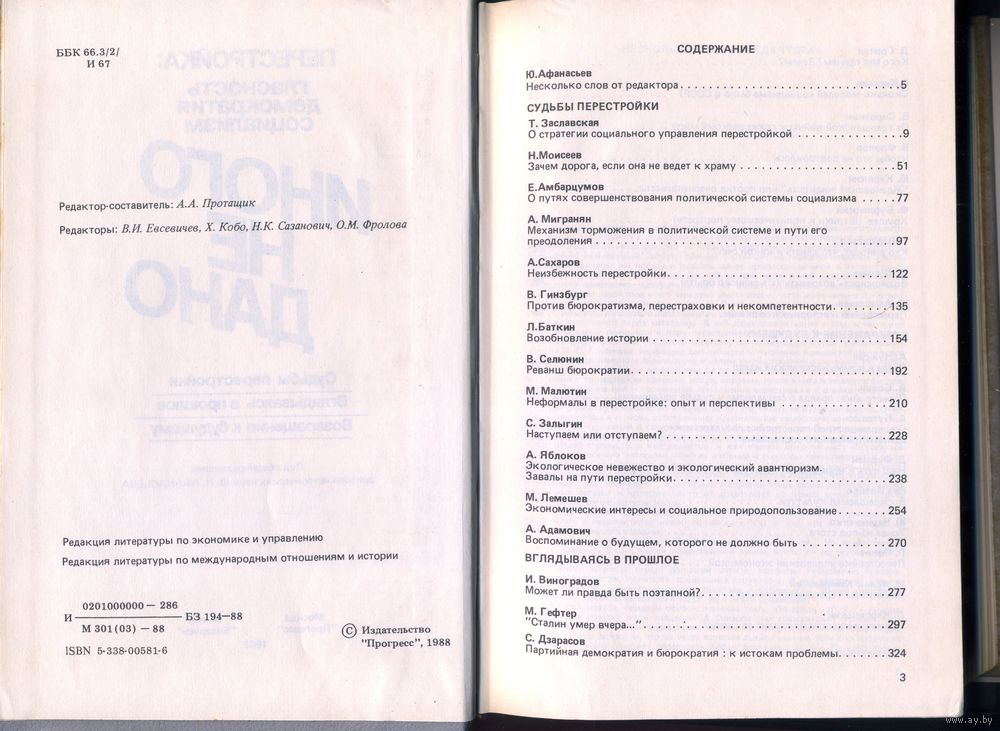 ББК 66.3/2/
И 67
Редактор-составитель: А.А. Протащик
Редакторы: В.И. Евсевичев, Х. Кобо, Н.К. Сазанович, О.М. Фролова
Редакция литературы по экономике и управлению
Редакция литературы по международным отношениям и истории
И 0201000000 — 286
М 301 (03) — 88 БЗ 194—88
ISBN 5-338-00581-6
© Издательство
"Прогресс", 1988
СОДЕРЖАНИЕ
Ю.Афанасьев
Несколько слов от редактора. . . . . . . . . . . . . . . . . . . . . . . . . . . . 5
СУДЬБЫ ПЕРЕСТРОЙКИ
Т. Заславская
О стратегии социального управления перестройкой . . . . . . . . . . . . . 9
Н.Моисеев
Зачем дорога, если она не ведет к храму . . . . . . . . . . . . . . . . . . . 51
Е.Амбарцумов
О путях совершенствования политической системы социализма . . . . 77
А. Мигранян
Механизм торможения в политической системе и пути его
преодоления . . . . . . . . . . . . . . . . . . . . . . . . . . . . . . . . . . . . 97
А.Сахаров
Неизбежность перестройки. . . . . . . . . . . . . . . . . . . . . . . . . . . 122
В. Гинзбург
Против бюрократизма, перестраховки и некомпетентности. . . . . . . . 135
Л.Баткин
Возобновление истории . . . . . . . . . . . . . . . . . . . . . . . . . . . . 154
В. Селюнин
Реванш бюрократии. . . . . . . . . . . . . . . . . . . . . . . . . . . . . . . 192
М. Малютин
Неформалы в перестройке: опыт и перспективы . . . . . . . . . . . . . 210
С. Залыгин
Наступаем или отступаем? . . . . . . . . . . . . . . . . . . . . . . . . . . 228
А. Яблоков
Экологическое невежество и экологический авантюризм.
Завалы на пути перестройки. . . . . . . . . . . . . . . . . . . . . . . . . . 238
М. Лемешев
Экономические интересы и социальное природопользование . . . . . . . 254
А. Адамович
Воспоминание о будущем, которого не должно быть . . . . . . . . . . . 270
ВГЛЯДЫВАЯСЬ В ПРОШЛОЕ
И. Виноградов
Может ли правда быть поэтапной?. . . . . . . . . . . . . . . . . . . . . . 277
М. Гефтер
"Сталин умер вчера..." . . . . . . . . . . . . . . . . . . . . . . . . . . . . . 297
С. Дзарасов
Партийная демократия и бюрократия : к истокам проблемы. . . . . . . 324
3
www.ay.by